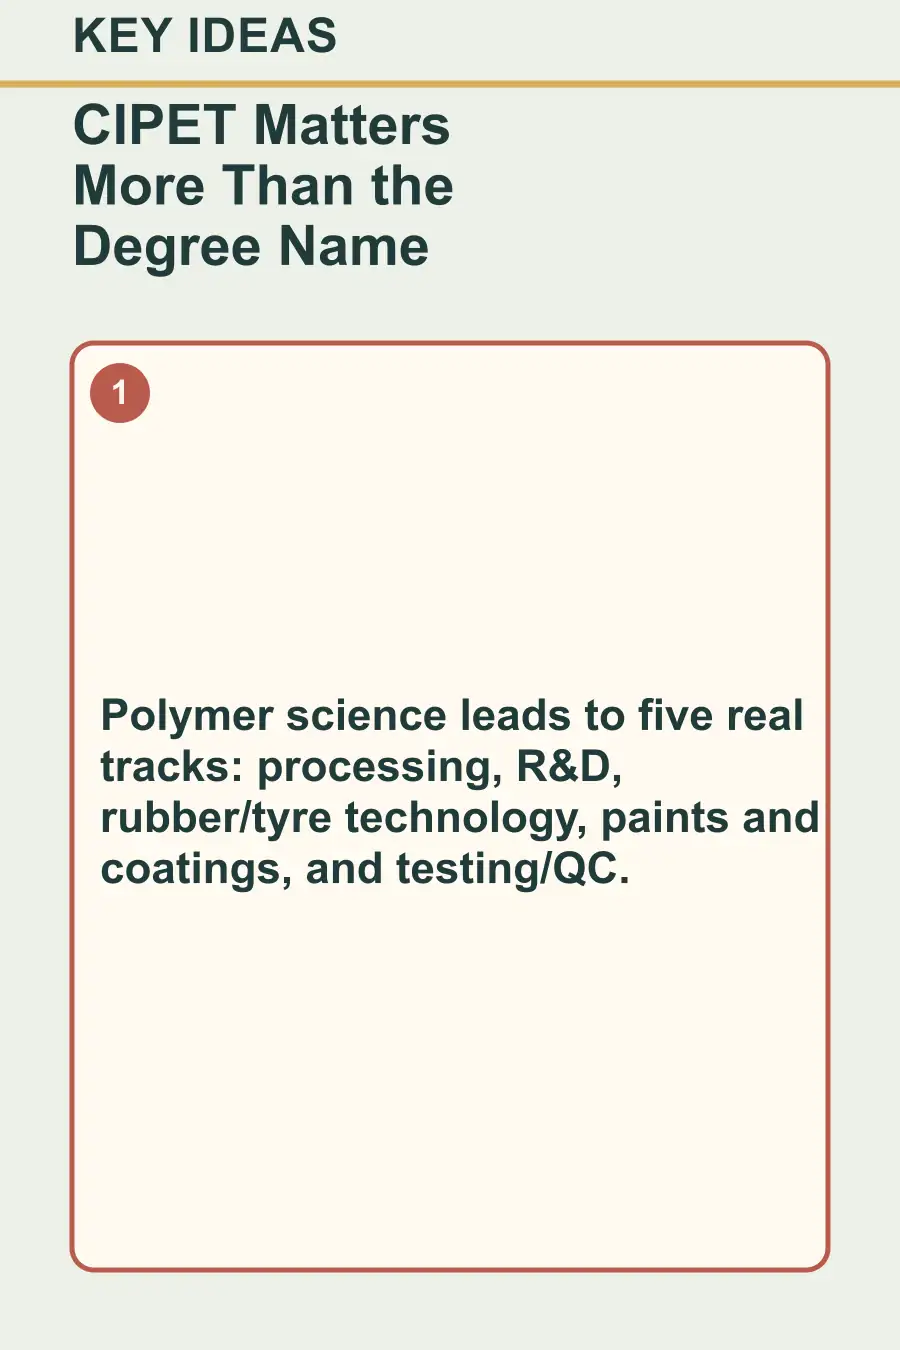 KEY IDEAS
CIPET Matters
More Than the
Degree Name
1
Polymer science leads to five real
tracks: processing, R&D,
rubber/tyre technology, paints and
coatings, and testing/QC.